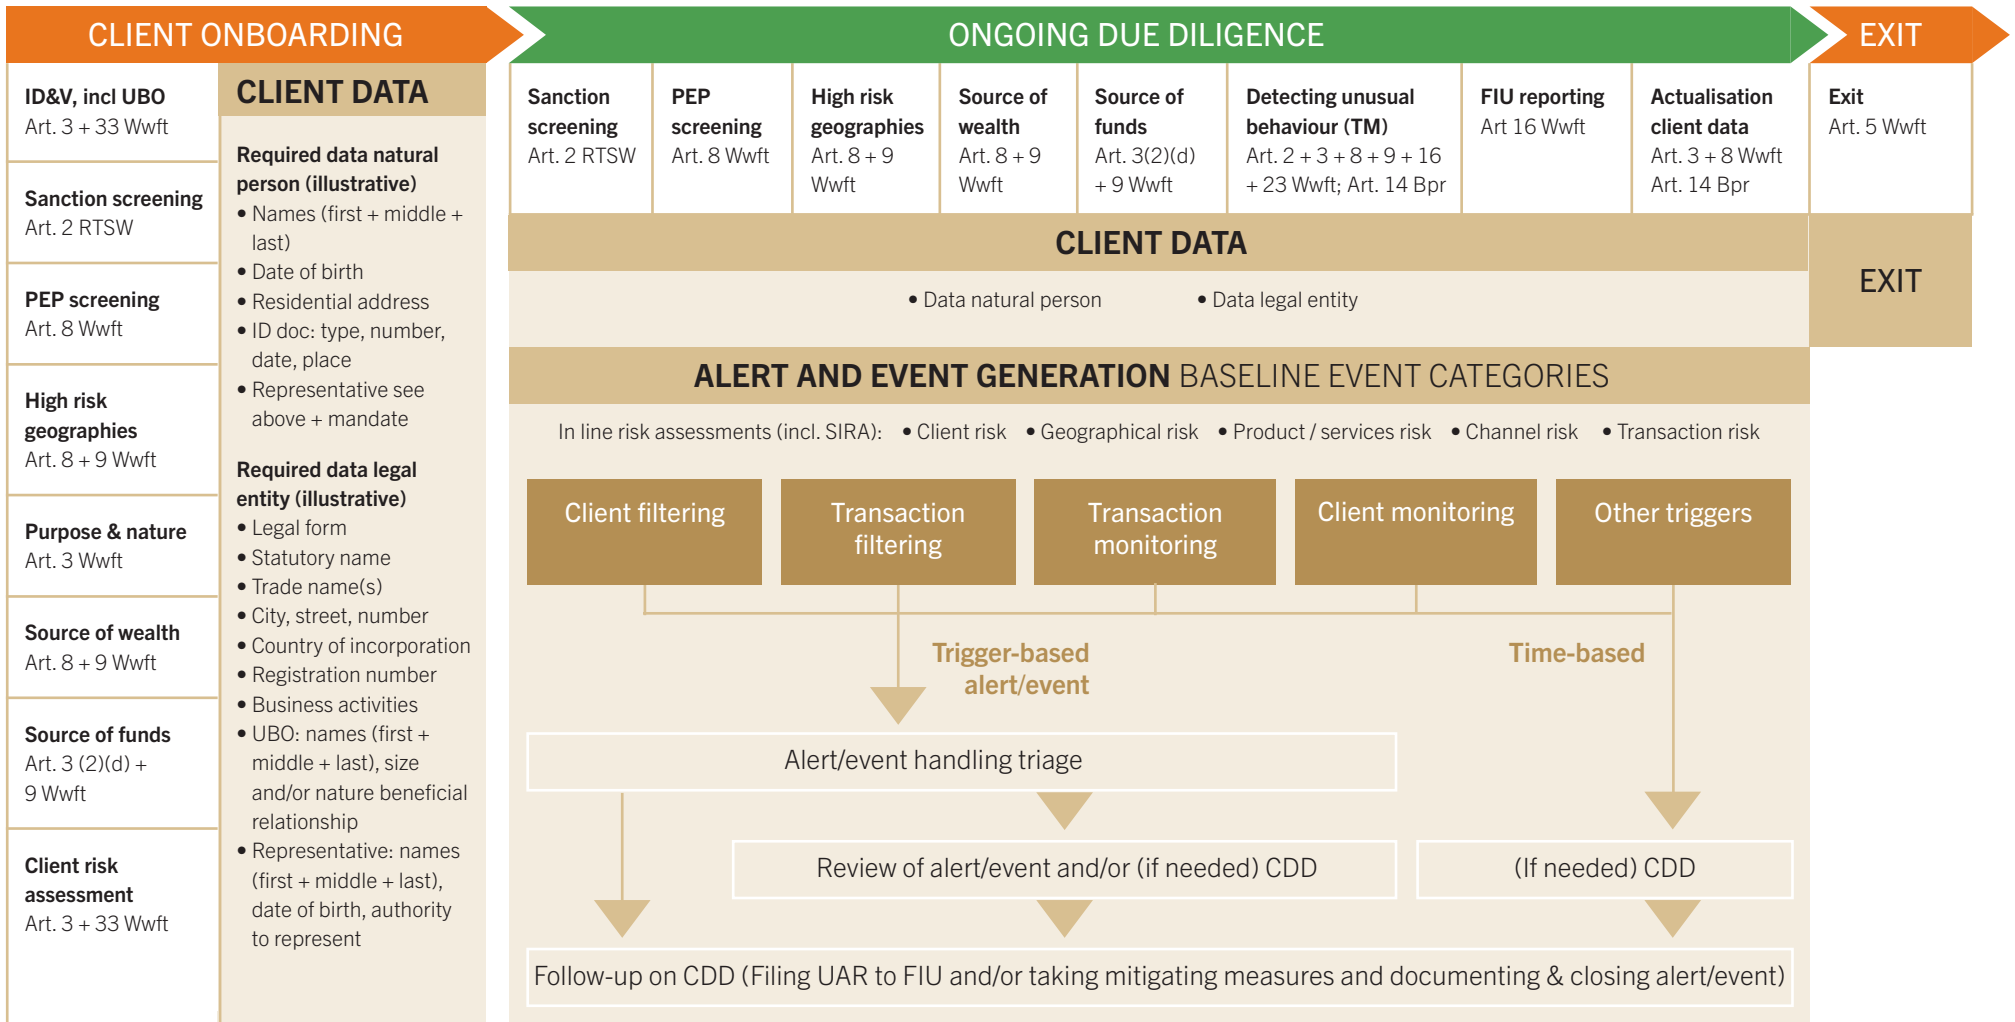 CLIENT ONBOARDING
ONGOING DUE DILIGENCE
EXIT
ID&V, incl UBO
Art. 3 + 33 Wwft
Sanction screening
Art. 2 RTSW
PEP screening
Art. 8 Wwft
High risk
geographies
Art. 8 + 9 Wwft
Purpose & nature
Art. 3 Wwft
Source of wealth
Art. 8 + 9 Wwft
Source of funds
Art. 3 (2)(d) +
9 Wwft
Client risk
assessment
Art. 3 + 33 Wwft
CLIENT DATA
Required data natural
person (illustrative)
• Names (first + middle +
last)
• Date of birth
• Residential address
• ID doc: type, number,
date, place
• Representative see
above + mandate
Required data legal
entity (illustrative)
• Legal form
• Statutory name
• Trade name(s)
• City, street, number
• Country of incorporation
• Registration number
• Business activities
• UBO: names (first +
middle + last), size
and/or nature beneficial
relationship
• Representative: names
(first + middle + last),
date of birth, authority
to represent
Sanction
screening
Art. 2 RTSW
PEP
screening
Art. 8 Wwft
High risk
geographies
Art. 8 + 9
Wwft
Source of
wealth
Art. 8 + 9
Wwft
Source of
funds
Art. 3(2)(d)
+ 9 Wwft
Detecting unusual
behaviour (TM)
Art. 2 + 3 + 8 + 9 + 16
+ 23 Wwft; Art. 14 Bpr
FIU reporting
Art 16 Wwft
Actualisation
client data
Art. 3 + 8 Wwft
Art. 14 Bpr
Exit
Art. 5 Wwft
CLIENT DATA
• Data natural person • Data legal entity
EXIT
ALERT AND EVENT GENERATION BASELINE EVENT CATEGORIES
In line risk assessments (incl. SIRA): • Client risk • Geographical risk • Product / services risk • Channel risk • Transaction risk
Client filtering
Transaction
filtering
Transaction
monitoring
Client monitoring
Other triggers
Trigger-based
alert/event
Time-based
Alert/event handling triage
Review of alert/event and/or (if needed) CDD
(If needed) CDD
Follow-up on CDD (Filing UAR to FIU and/or taking mitigating measures and documenting & closing alert/event)